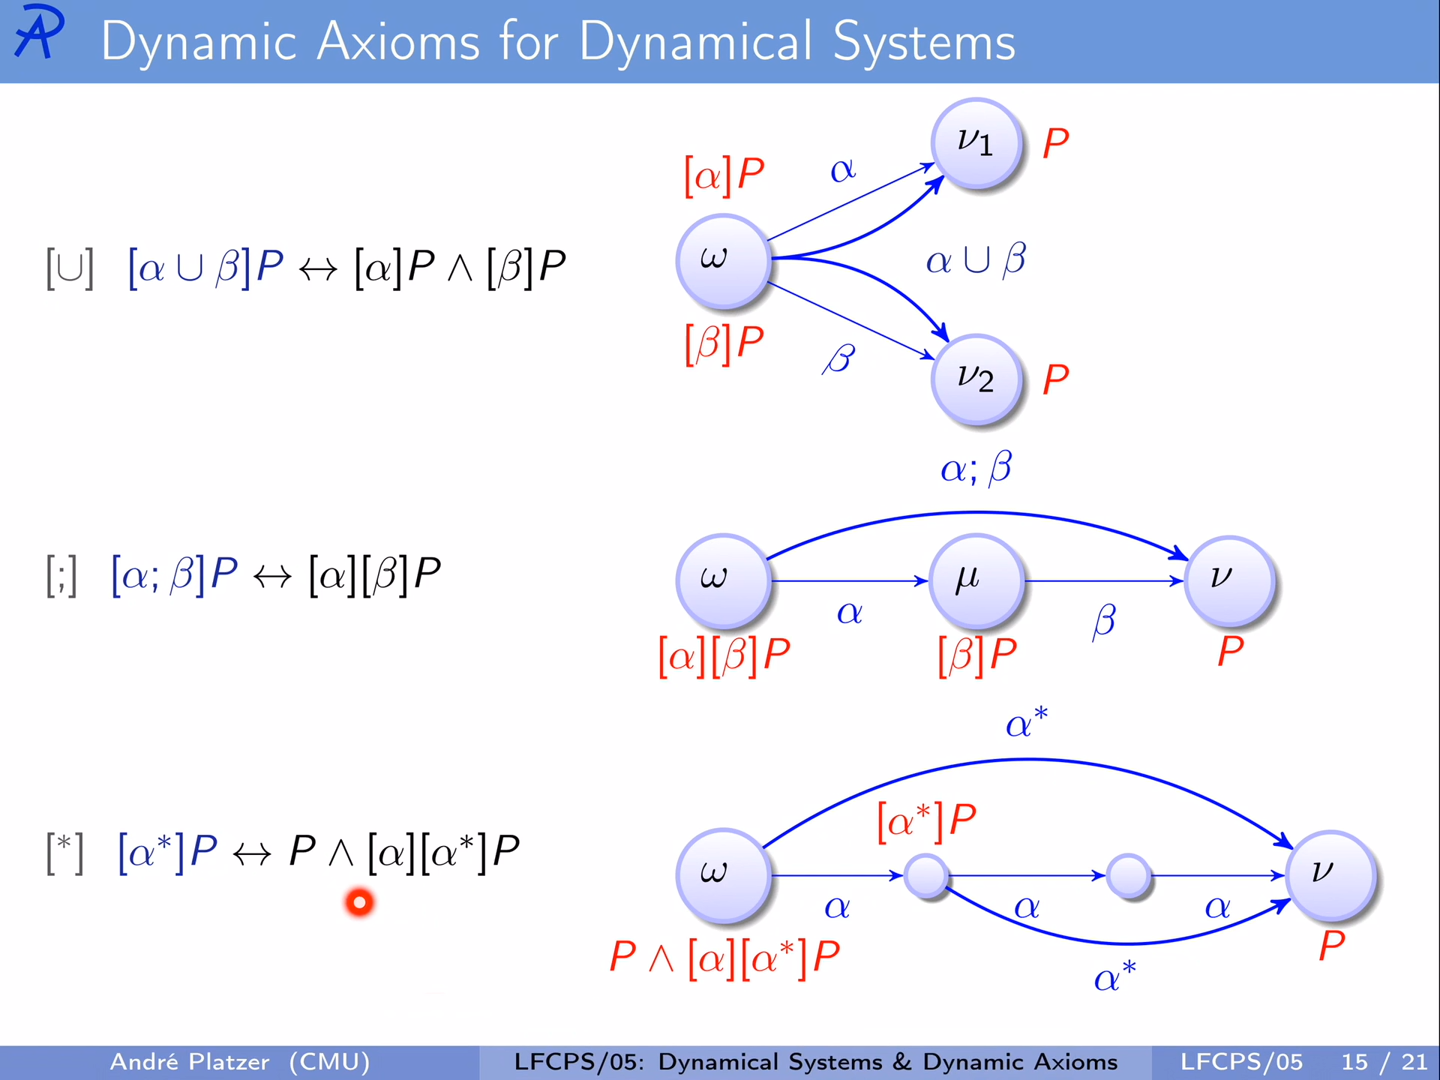 Dynamic Axioms for Dynamical Systems
[∪] [α ∪ β]P ↔ [α]P ∧ [β]P
[α]P
ω
[β]P
α
β
α ∪ β
ν₁
P
ν₂
P
[;] [α; β]P ↔ [α][β]P
α; β
ω
α
μ
β
ν
[α][β]P
[β]P
P
[*] [α*]P ↔ P ∧ [α][α*]P
α*
[α*]P
ω
α
α
α
ν
P ∧ [α][α*]P
α*
P
André Platzer (CMU) LFCPS/05: Dynamical Systems & Dynamic Axioms LFCPS/05 15 / 21